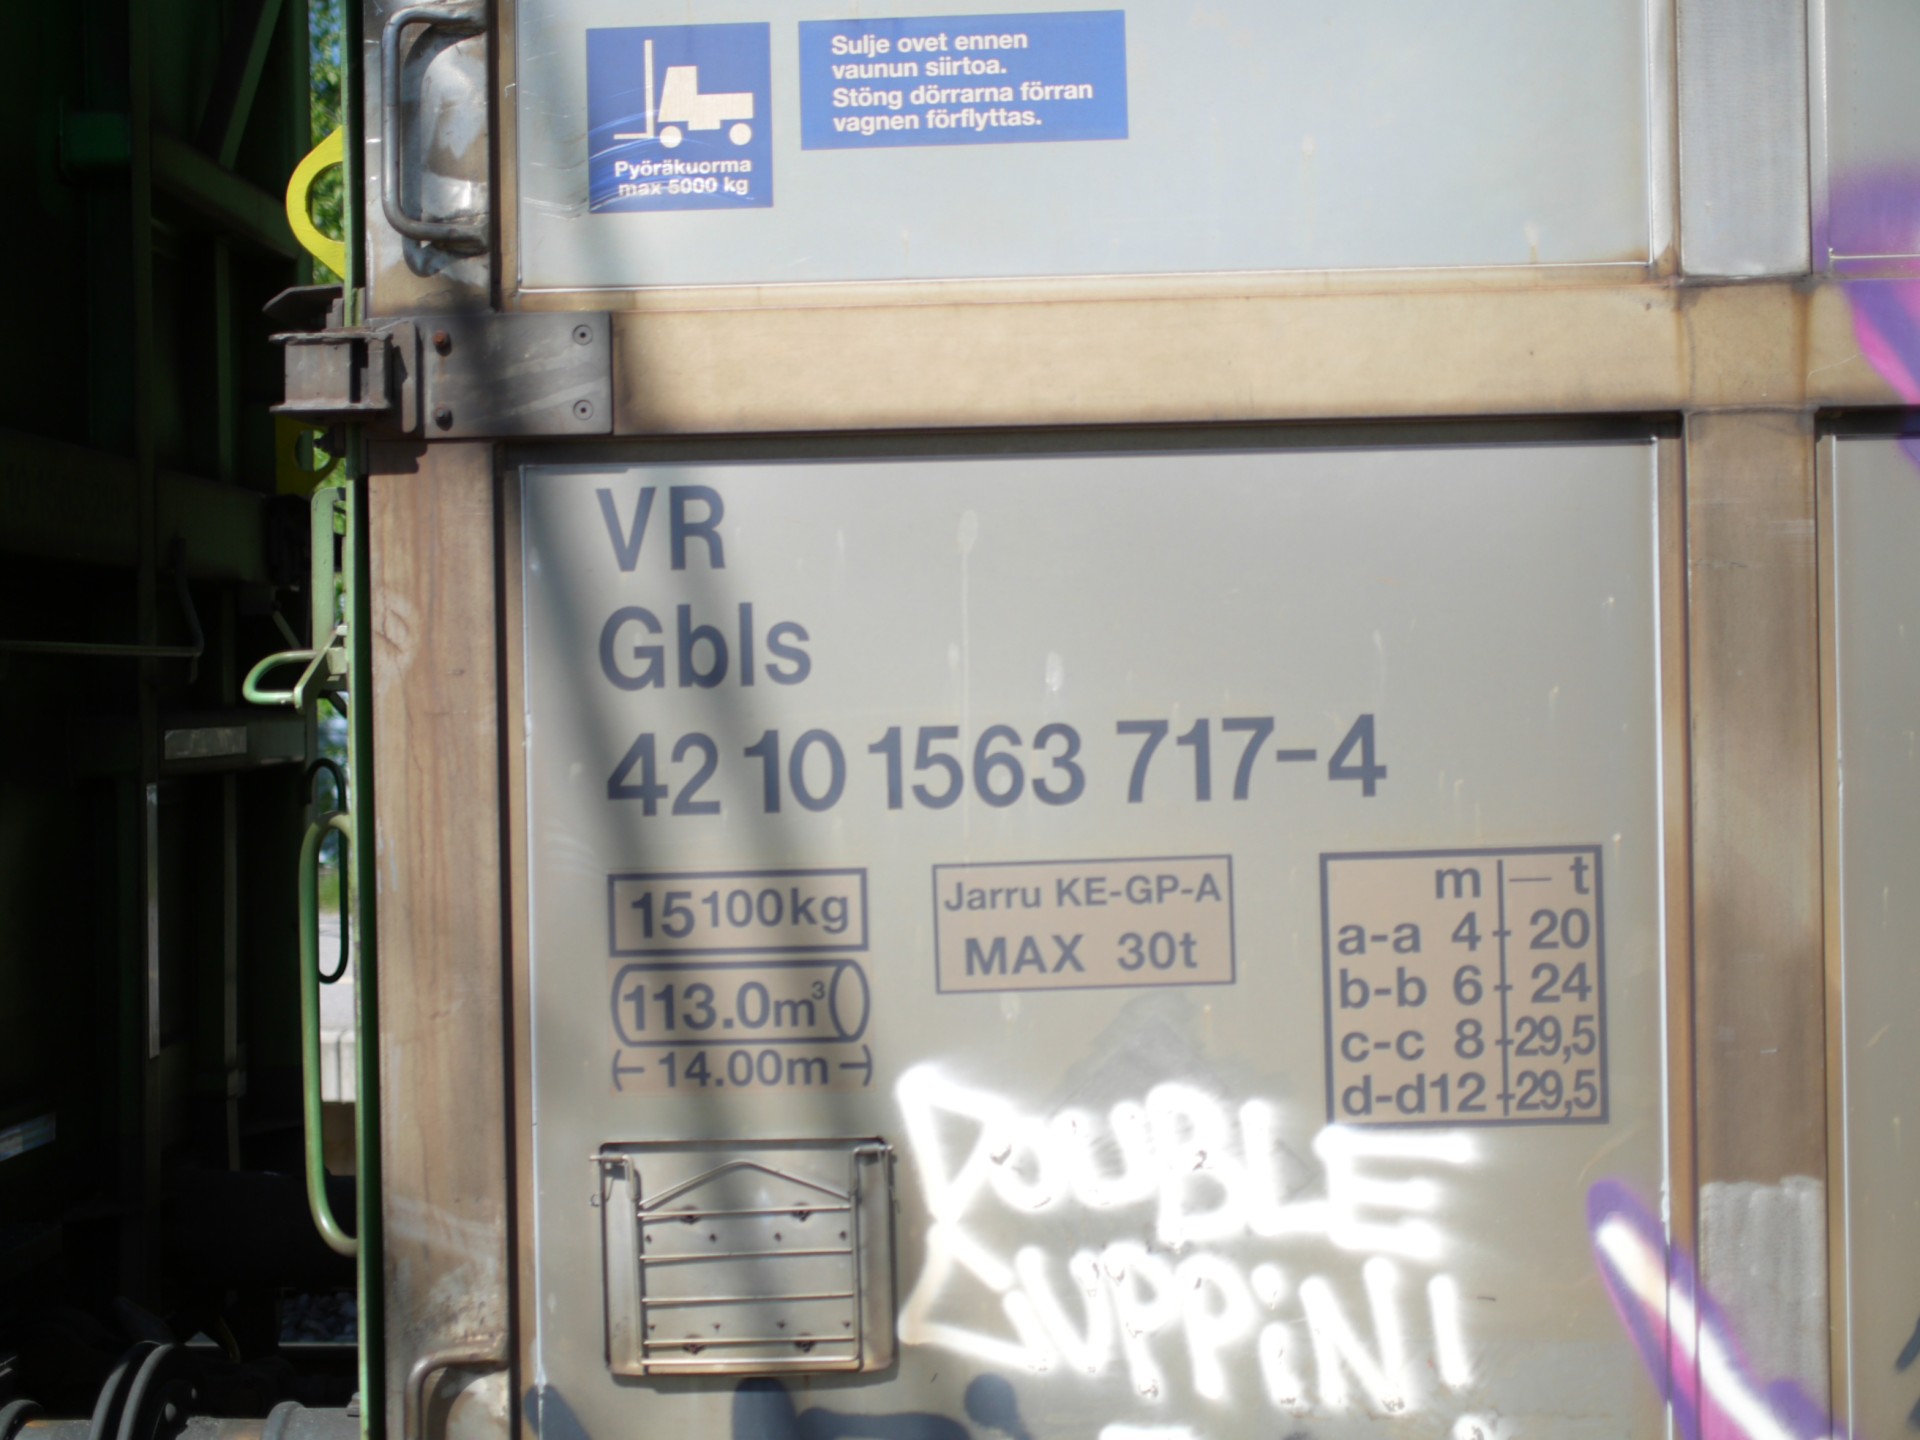 Pyöräkuorma
max 5000 kg
Sulje ovet ennen
vaunun siirtoa.
Stöng dörrarna förran
vagnen förflyttas.
VR
Gbls
42 10 1563 717-4
15100kg
113.0m³
14.00m
Jarru KE-GP-A
MAX 30t
m t
a-a 4 20
b-b 6 24
c-c 8 29,5
d-d 12 29,5
DOUBLE